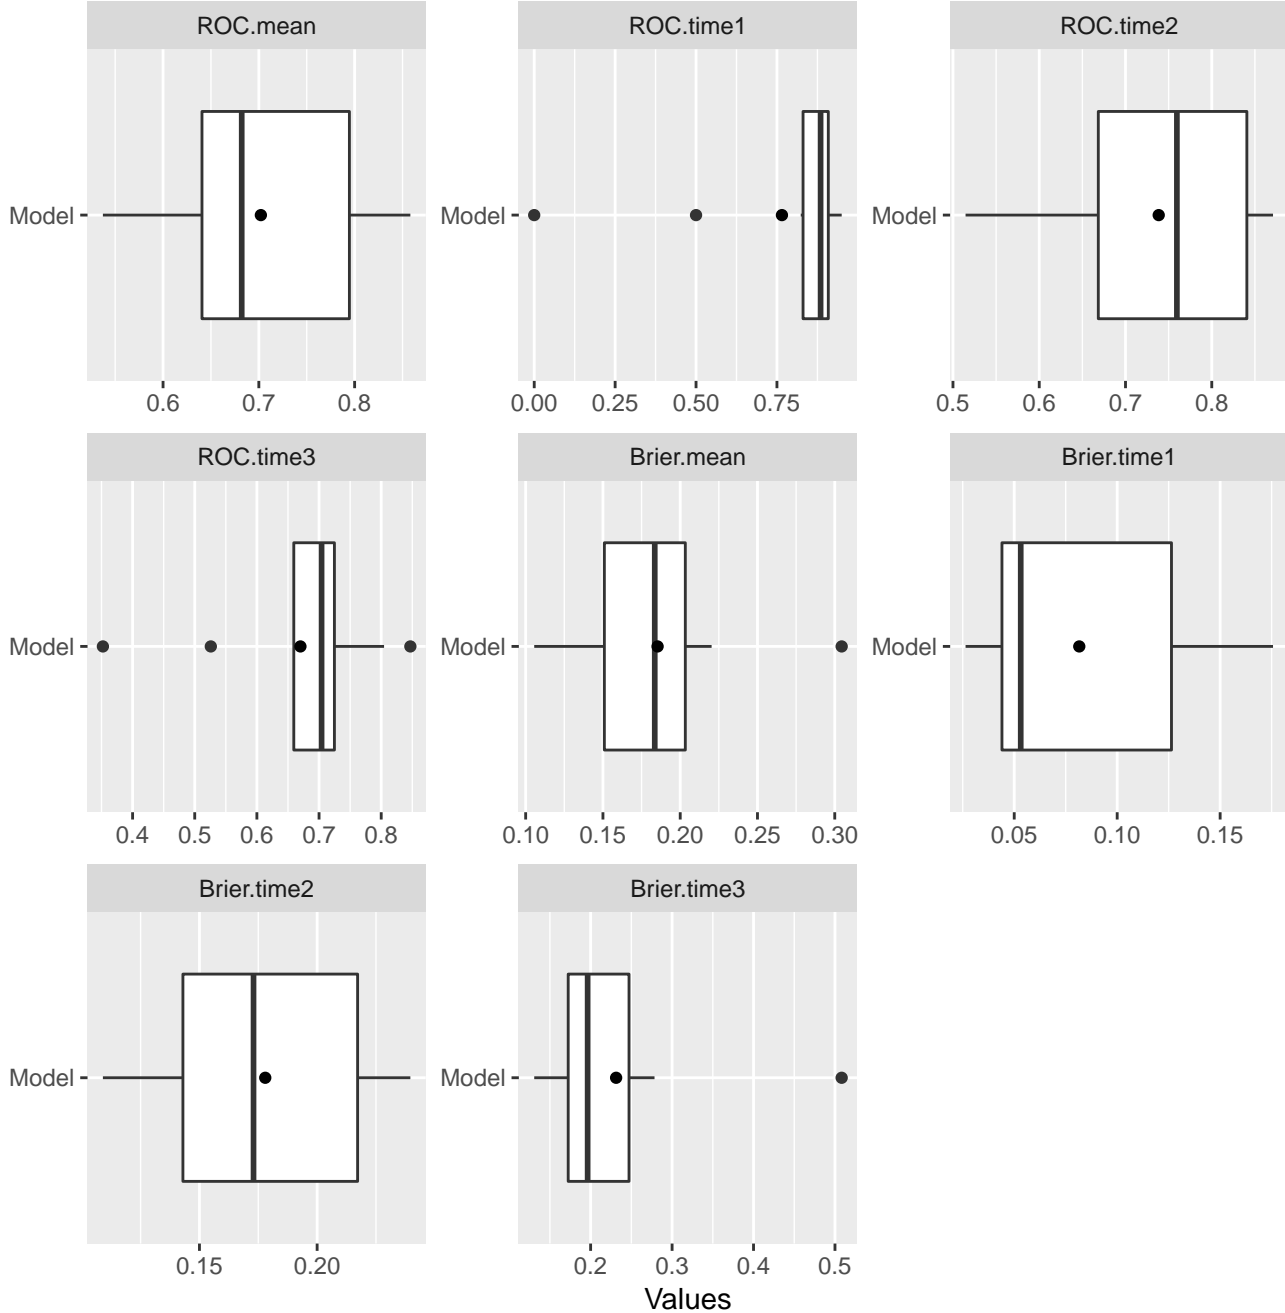 ROC.mean
ROC.time1
ROC.time2
Model
Model
Model
0.6 0.7 0.8
0.00 0.25 0.50 0.75
0.5 0.6 0.7 0.8
ROC.time3
Brier.mean
Brier.time1
Model
Model
Model
0.4 0.5 0.6 0.7 0.8
0.10 0.15 0.20 0.25 0.30
0.05 0.10 0.15
Brier.time2
Brier.time3
Model
Model
0.15 0.20
0.2 0.3 0.4 0.5
Values